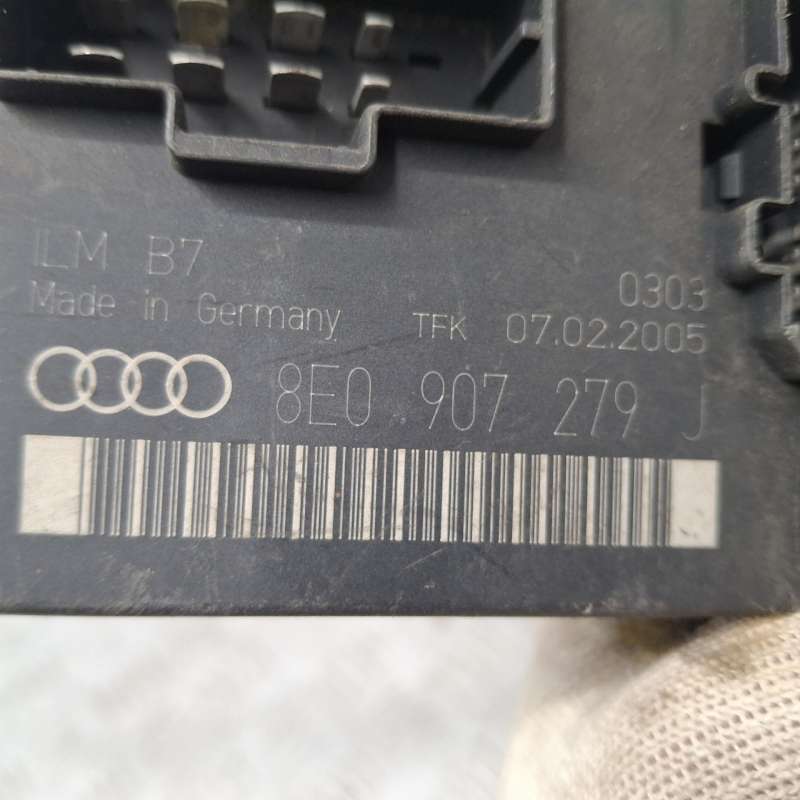 ILM B7
0303
Made in Germany TFK 07.02.2005
8E0 907 279 J